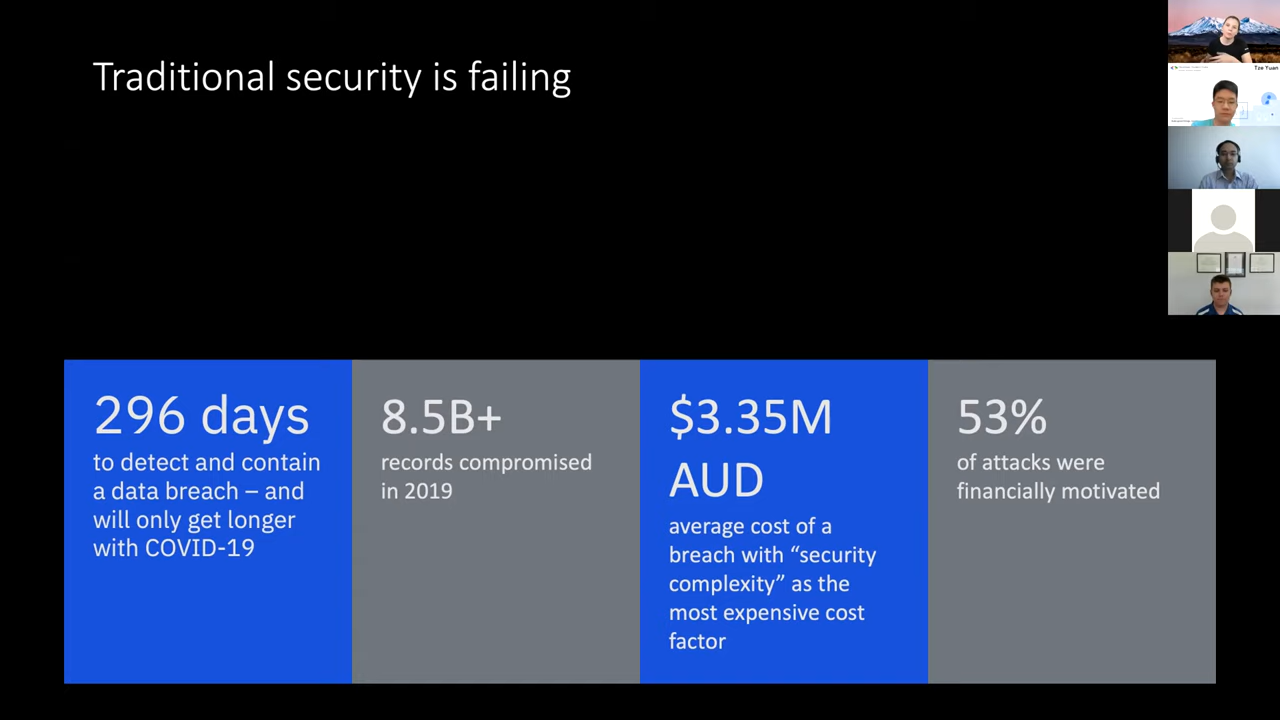 Traditional security is failing
Tze Yuan
296 days
to detect and contain
a data breach – and
will only get longer
with COVID-19
8.5B+
records compromised
in 2019
$3.35M
AUD
average cost of a
breach with “security
complexity” as the
most expensive cost
factor
53%
of attacks were
financially motivated